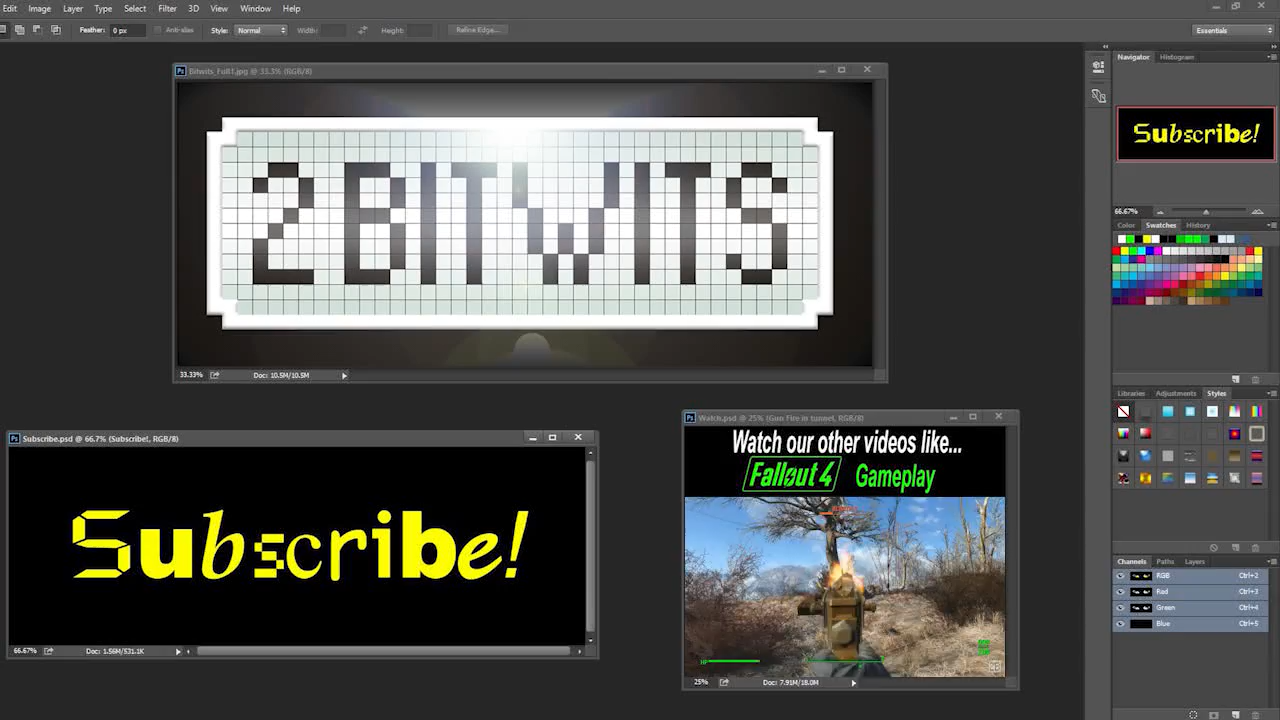 Edit Image Layer Type Select Filter 3D View Window Help
Feather: 0 px Anti-alias Style: Normal Width: Height: Refine Edge... Essentials
Bitwits_Full1.jpg @ 33.3% (RGB/8)
2BITWITS
33.33% Doc: 10.5M/10.5M
Subscribe.psd @ 66.7% (Subscribe!, RGB/8)
Subscribe!
66.67% Doc: 1.56M/531.1K
Watch.psd @ 25% (Gun Fire in tunnel, RGB/8)
Watch our other videos like...
Fallout 4 Gameplay
HP
25% Doc: 7.91M/18.0M
Navigator Histogram
Subscribe!
66.67%
Color Swatches History
Libraries Adjustments Styles
Channels Paths Layers
RGB Ctrl+2
Red Ctrl+3
Green Ctrl+4
Blue Ctrl+5